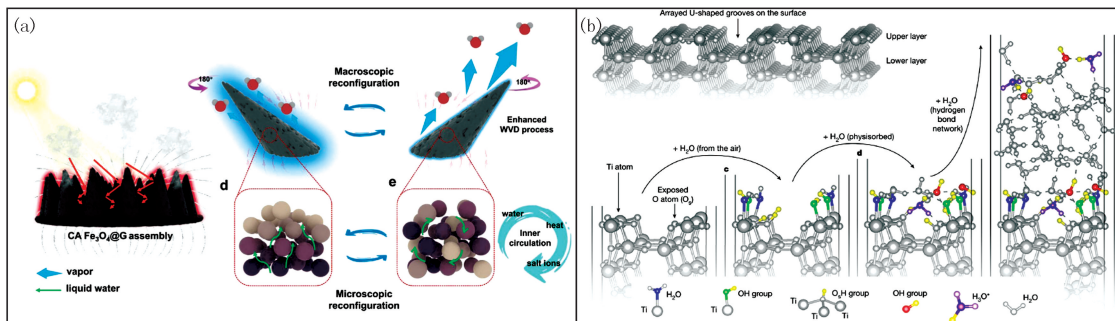 (a)
180°
Macroscopic
reconfiguration
180°
Enhanced
WVD process
CA Fe₃O₄@G assembly
vapor
liquid water
d
e
water
heat
Inner
circulation
salt ions
Microscopic
reconfiguration
(b)
Arrayed U-shaped grooves on the surface
Upper layer
Lower layer
+ H₂O
(hydrogen
bond
network)
+ H₂O (physisorbed)
+ H₂O (from the air)
Ti atom
Exposed
O atom (Oₛ)
c
d
H₂O
Ti
OH group
Ti
OₛH group
Ti
Ti
Ti
OH group
H₃O⁺
H₂O